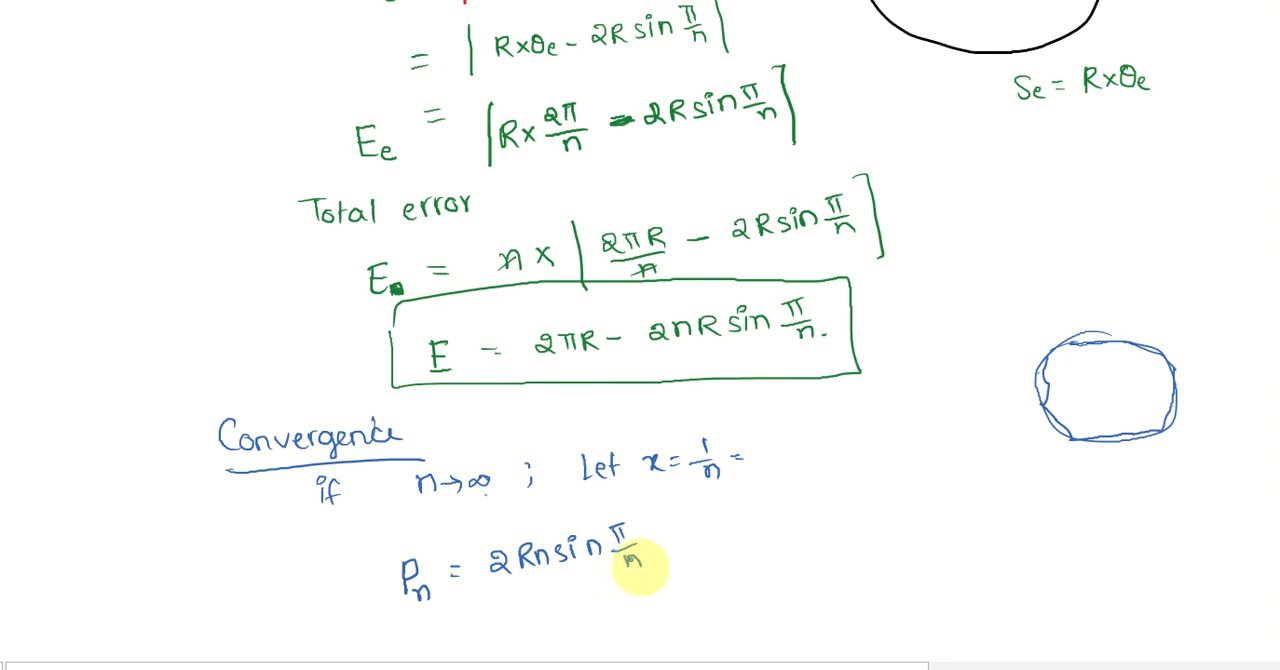 = | R×θe - 2R sin π/n |
Se = R×θe
Ee = | R× 2π/n - 2R sin π/n |
Total error
E = n × | 2πR/n - 2R sin π/n |
E = 2πR - 2nR sin π/n.
Convergence
if n→∞ ; Let x = 1/n =
Pn = 2Rn sin π/n